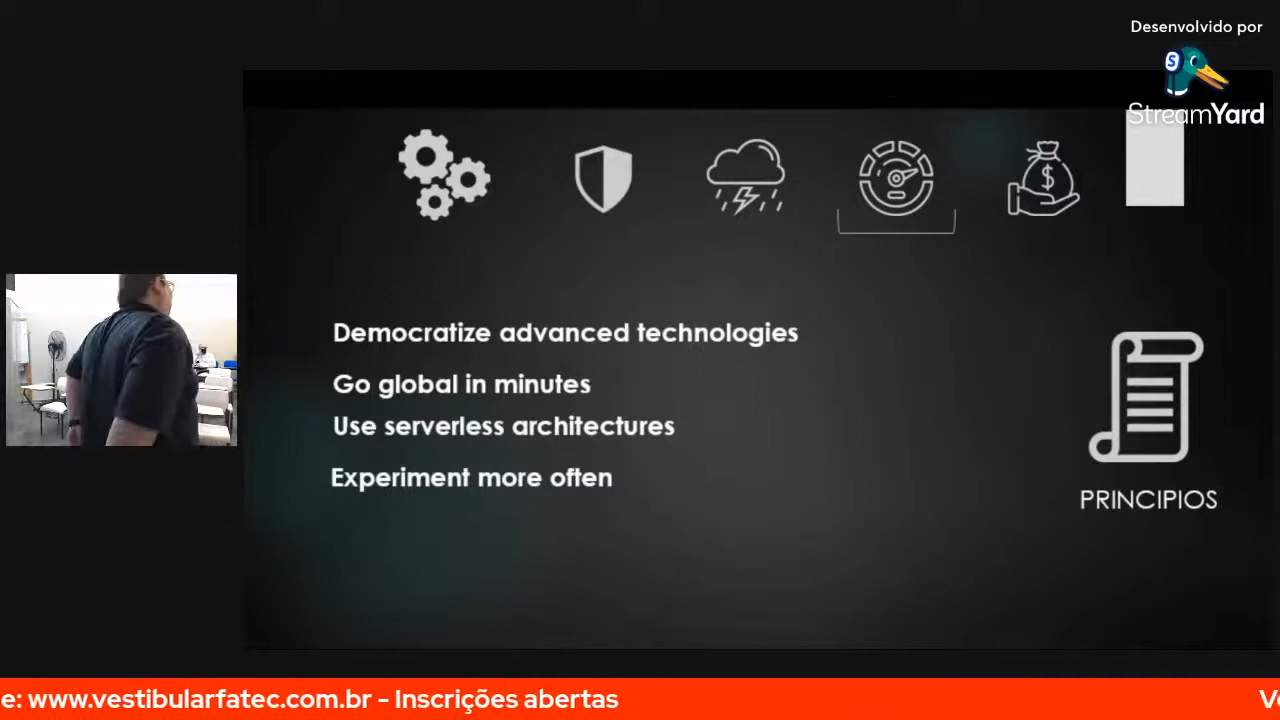 Desenvolvido por
StreamYard
Democratize advanced technologies
Go global in minutes
Use serverless architectures
Experiment more often
PRINCIPIOS
e: www.vestibularfatec.com.br - Inscrições abertas